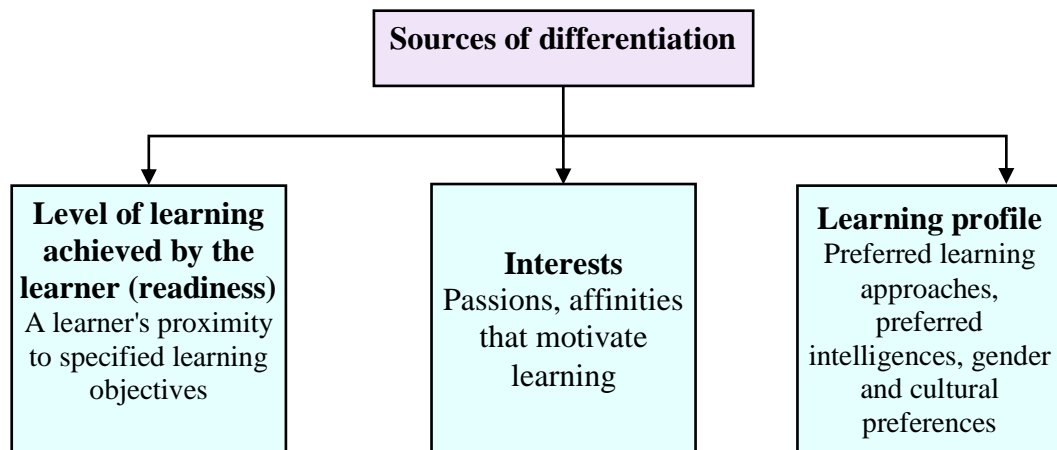 Sources of differentiation
Level of learning
achieved by the
learner (readiness)
A learner's proximity
to specified learning
objectives
Interests
Passions, affinities
that motivate
learning
Learning profile
Preferred learning
approaches,
preferred
intelligences, gender
and cultural
preferences